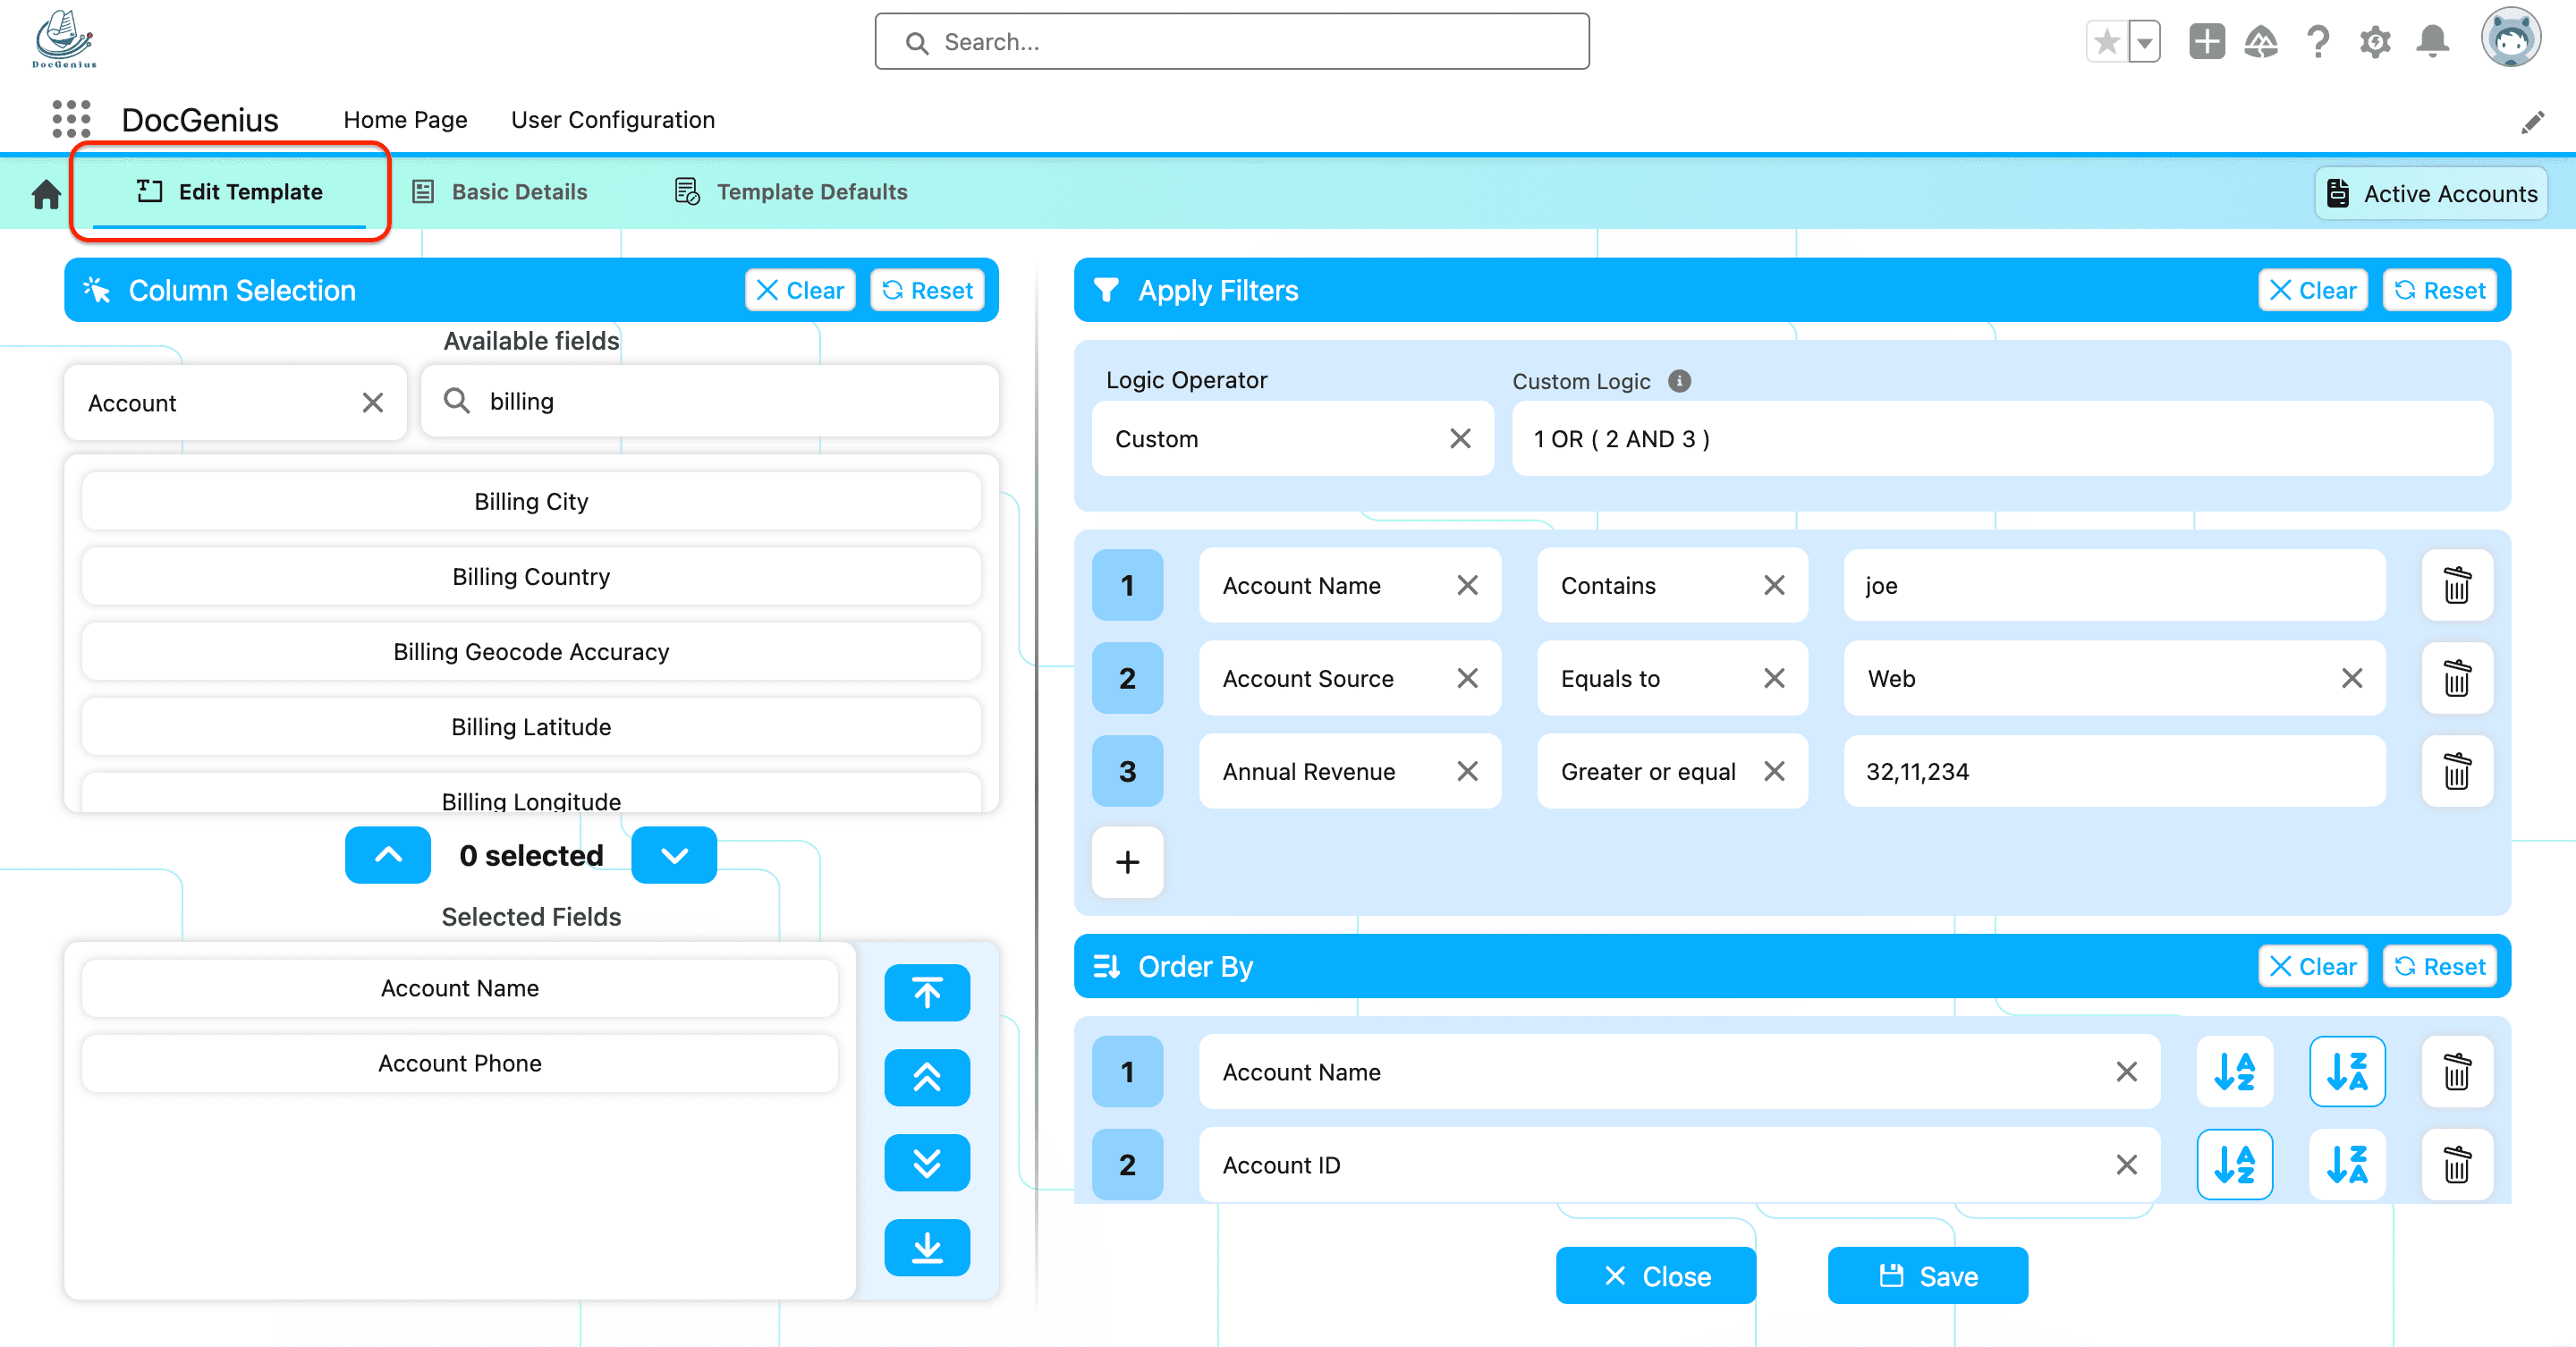 DocGenius
Search...
DocGenius Home Page User Configuration
Edit Template Basic Details Template Defaults Active Accounts
Column Selection Clear Reset
Available fields
Account billing
Billing City
Billing Country
Billing Geocode Accuracy
Billing Latitude
Billing Longitude
0 selected
Selected Fields
Account Name
Account Phone
Apply Filters Clear Reset
Logic Operator Custom Logic
Custom 1 OR ( 2 AND 3 )
1 Account Name Contains joe
2 Account Source Equals to Web
3 Annual Revenue Greater or equal 32,11,234
Order By Clear Reset
1 Account Name A Z Z A
2 Account ID A Z Z A
Close Save